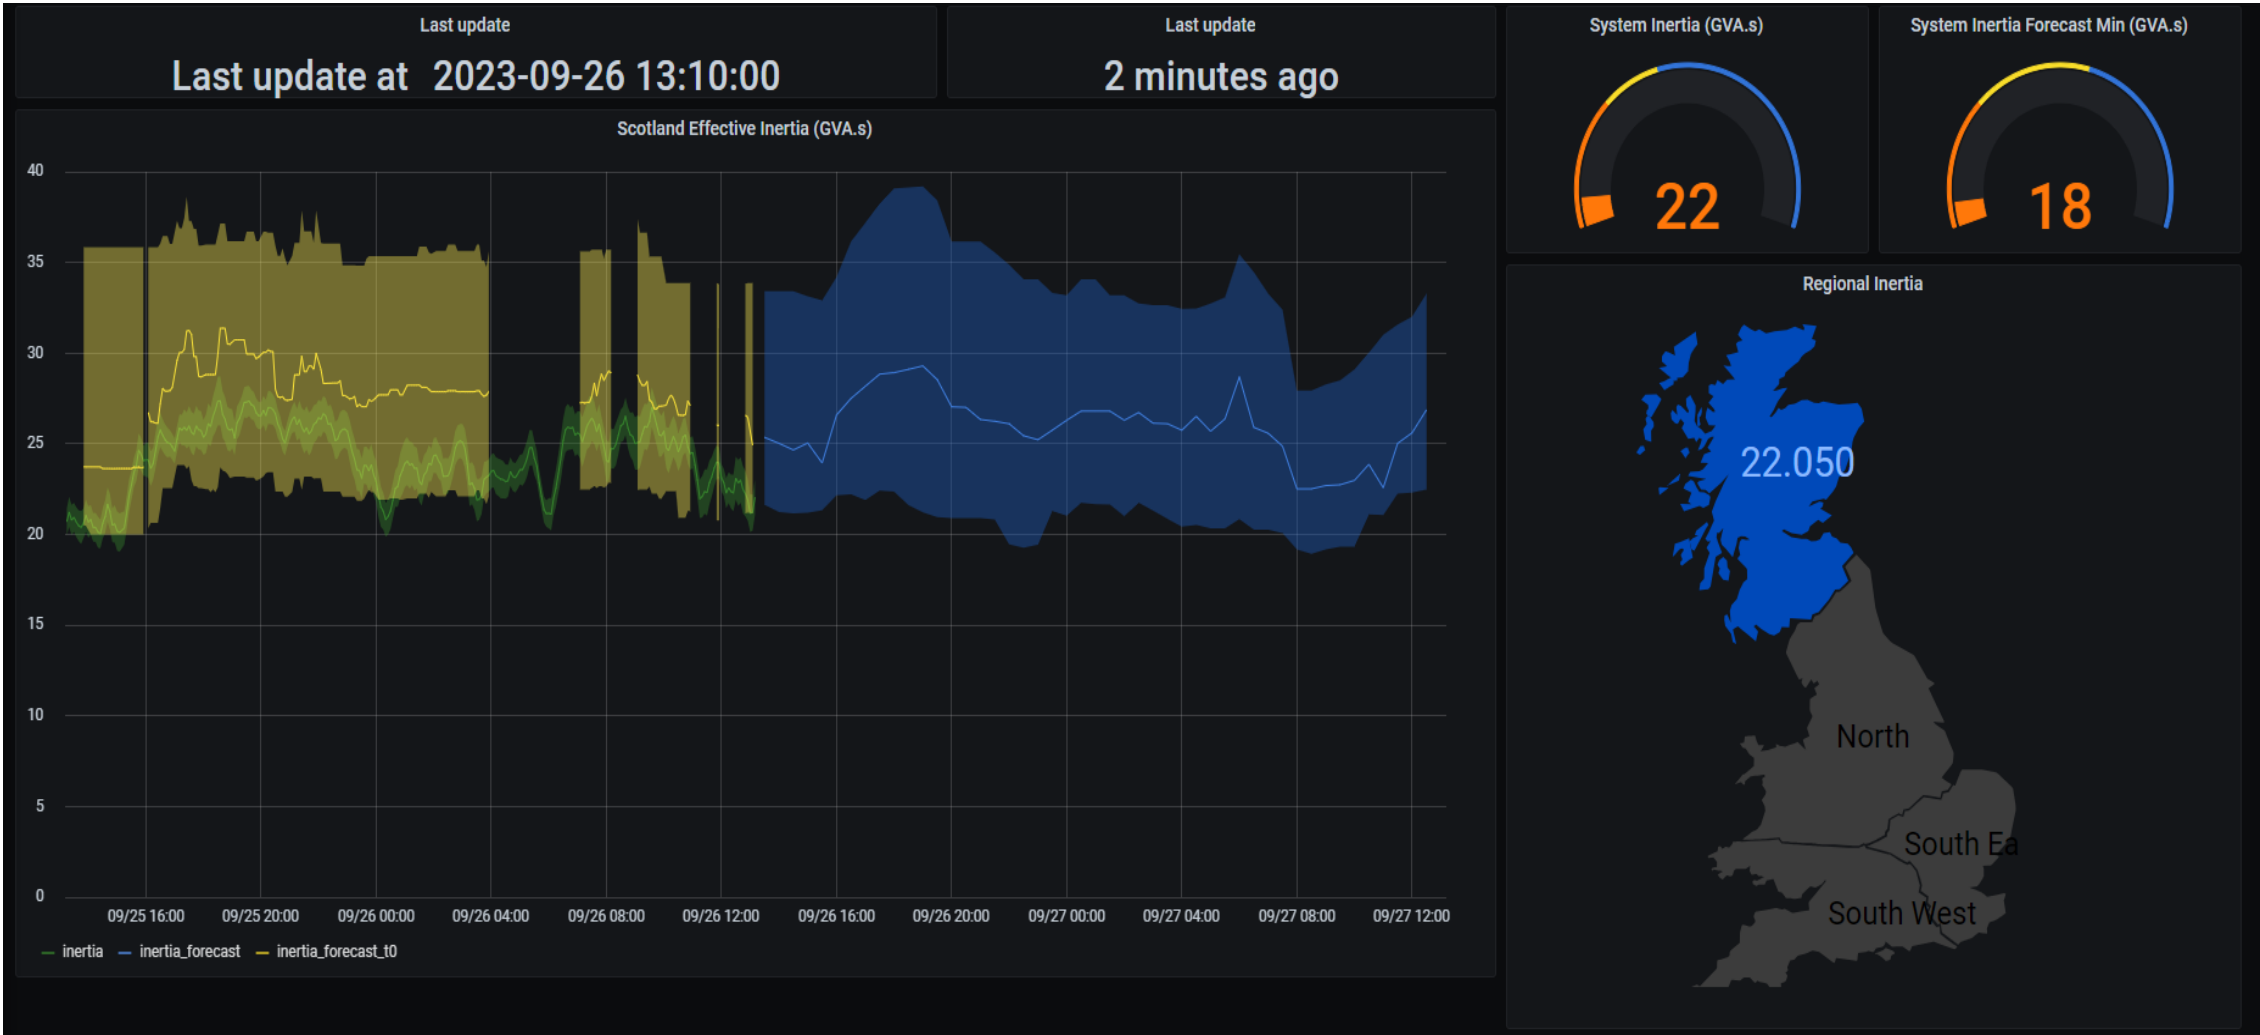 Last update
Last update at 2023-09-26 13:10:00
Last update
2 minutes ago
System Inertia (GVA.s)
22
System Inertia Forecast Min (GVA.s)
18
Scotland Effective Inertia (GVA.s)
40
35
30
25
20
15
10
5
0
09/25 16:00
09/25 20:00
09/26 00:00
09/26 04:00
09/26 08:00
09/26 12:00
09/26 16:00
09/26 20:00
09/27 00:00
09/27 04:00
09/27 08:00
09/27 12:00
inertia
inertia_forecast
inertia_forecast_t0
Regional Inertia
22.050
North
South Ea
South West